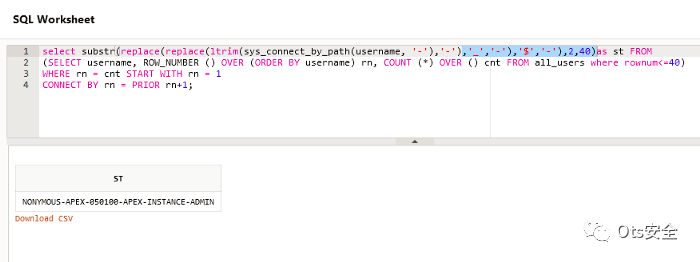 SQL Worksheet
1 select substr(replace(replace(ltrim(sys_connect_by_path(username, '-'),'-'),'_','-'),'$','-'),2,40)as st FROM
2 (SELECT username, ROW_NUMBER () OVER (ORDER BY username) rn, COUNT (*) OVER () cnt FROM all_users where rownum<=40)
3 WHERE rn = cnt START WITH rn = 1
4 CONNECT BY rn = PRIOR rn+1;
ST
NONYMOUS-APEX-050100-APEX-INSTANCE-ADMIN
Download CSV
Ots安全